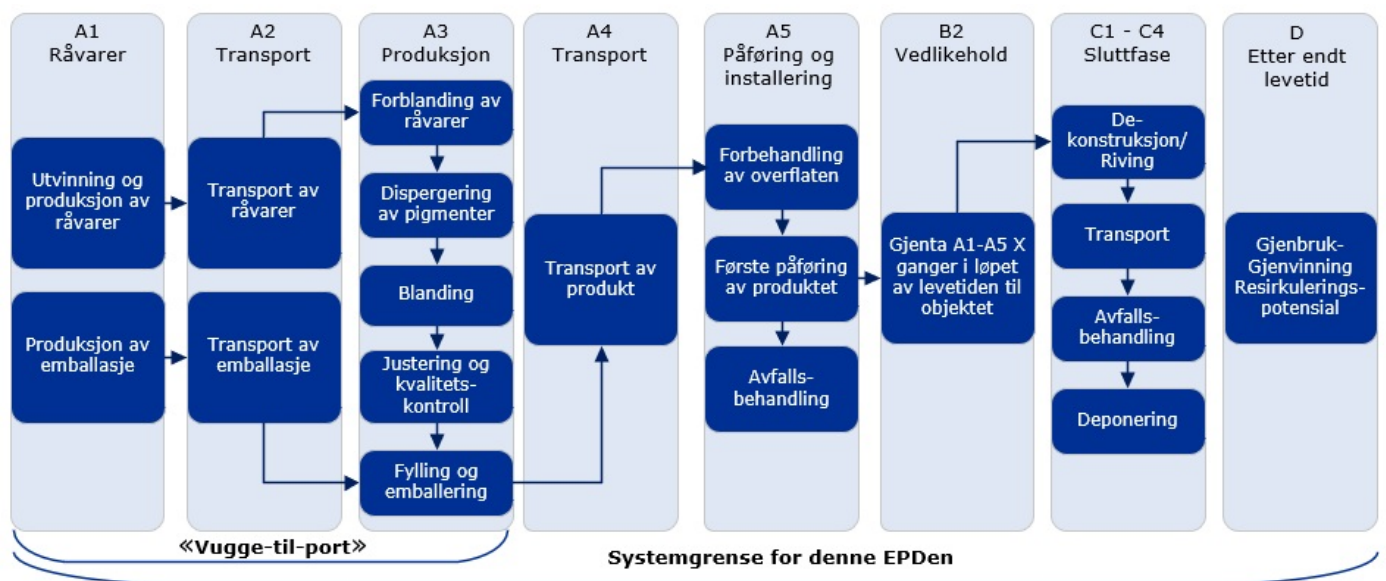 A1
Råvarer
Utvinning og
produksjon av
råvarer
Produksjon av
emballasje
A2
Transport
Transport av
råvarer
Transport av
emballasje
A3
Produksjon
Forblanding av
råvarer
Dispergering
av pigmenter
Blanding
Justering og
kvalitets-
kontroll
Fylling og
emballering
A4
Transport
Transport av
produkt
A5
Påføring og
installering
Forbehandling
av overflaten
Første påføring
av produktet
Avfalls-
behandling
B2
Vedlikehold
Gjenta A1-A5 X
ganger i løpet
av levetiden til
objektet
C1 - C4
Sluttfase
De-
konstruksjon/
Riving
Transport
Avfalls-
behandling
Deponering
D
Etter endt
levetid
Gjenbruk-
Gjenvinning
Resirkulerings-
potensial
«Vugge-til-port»
Systemgrense for denne EPDen